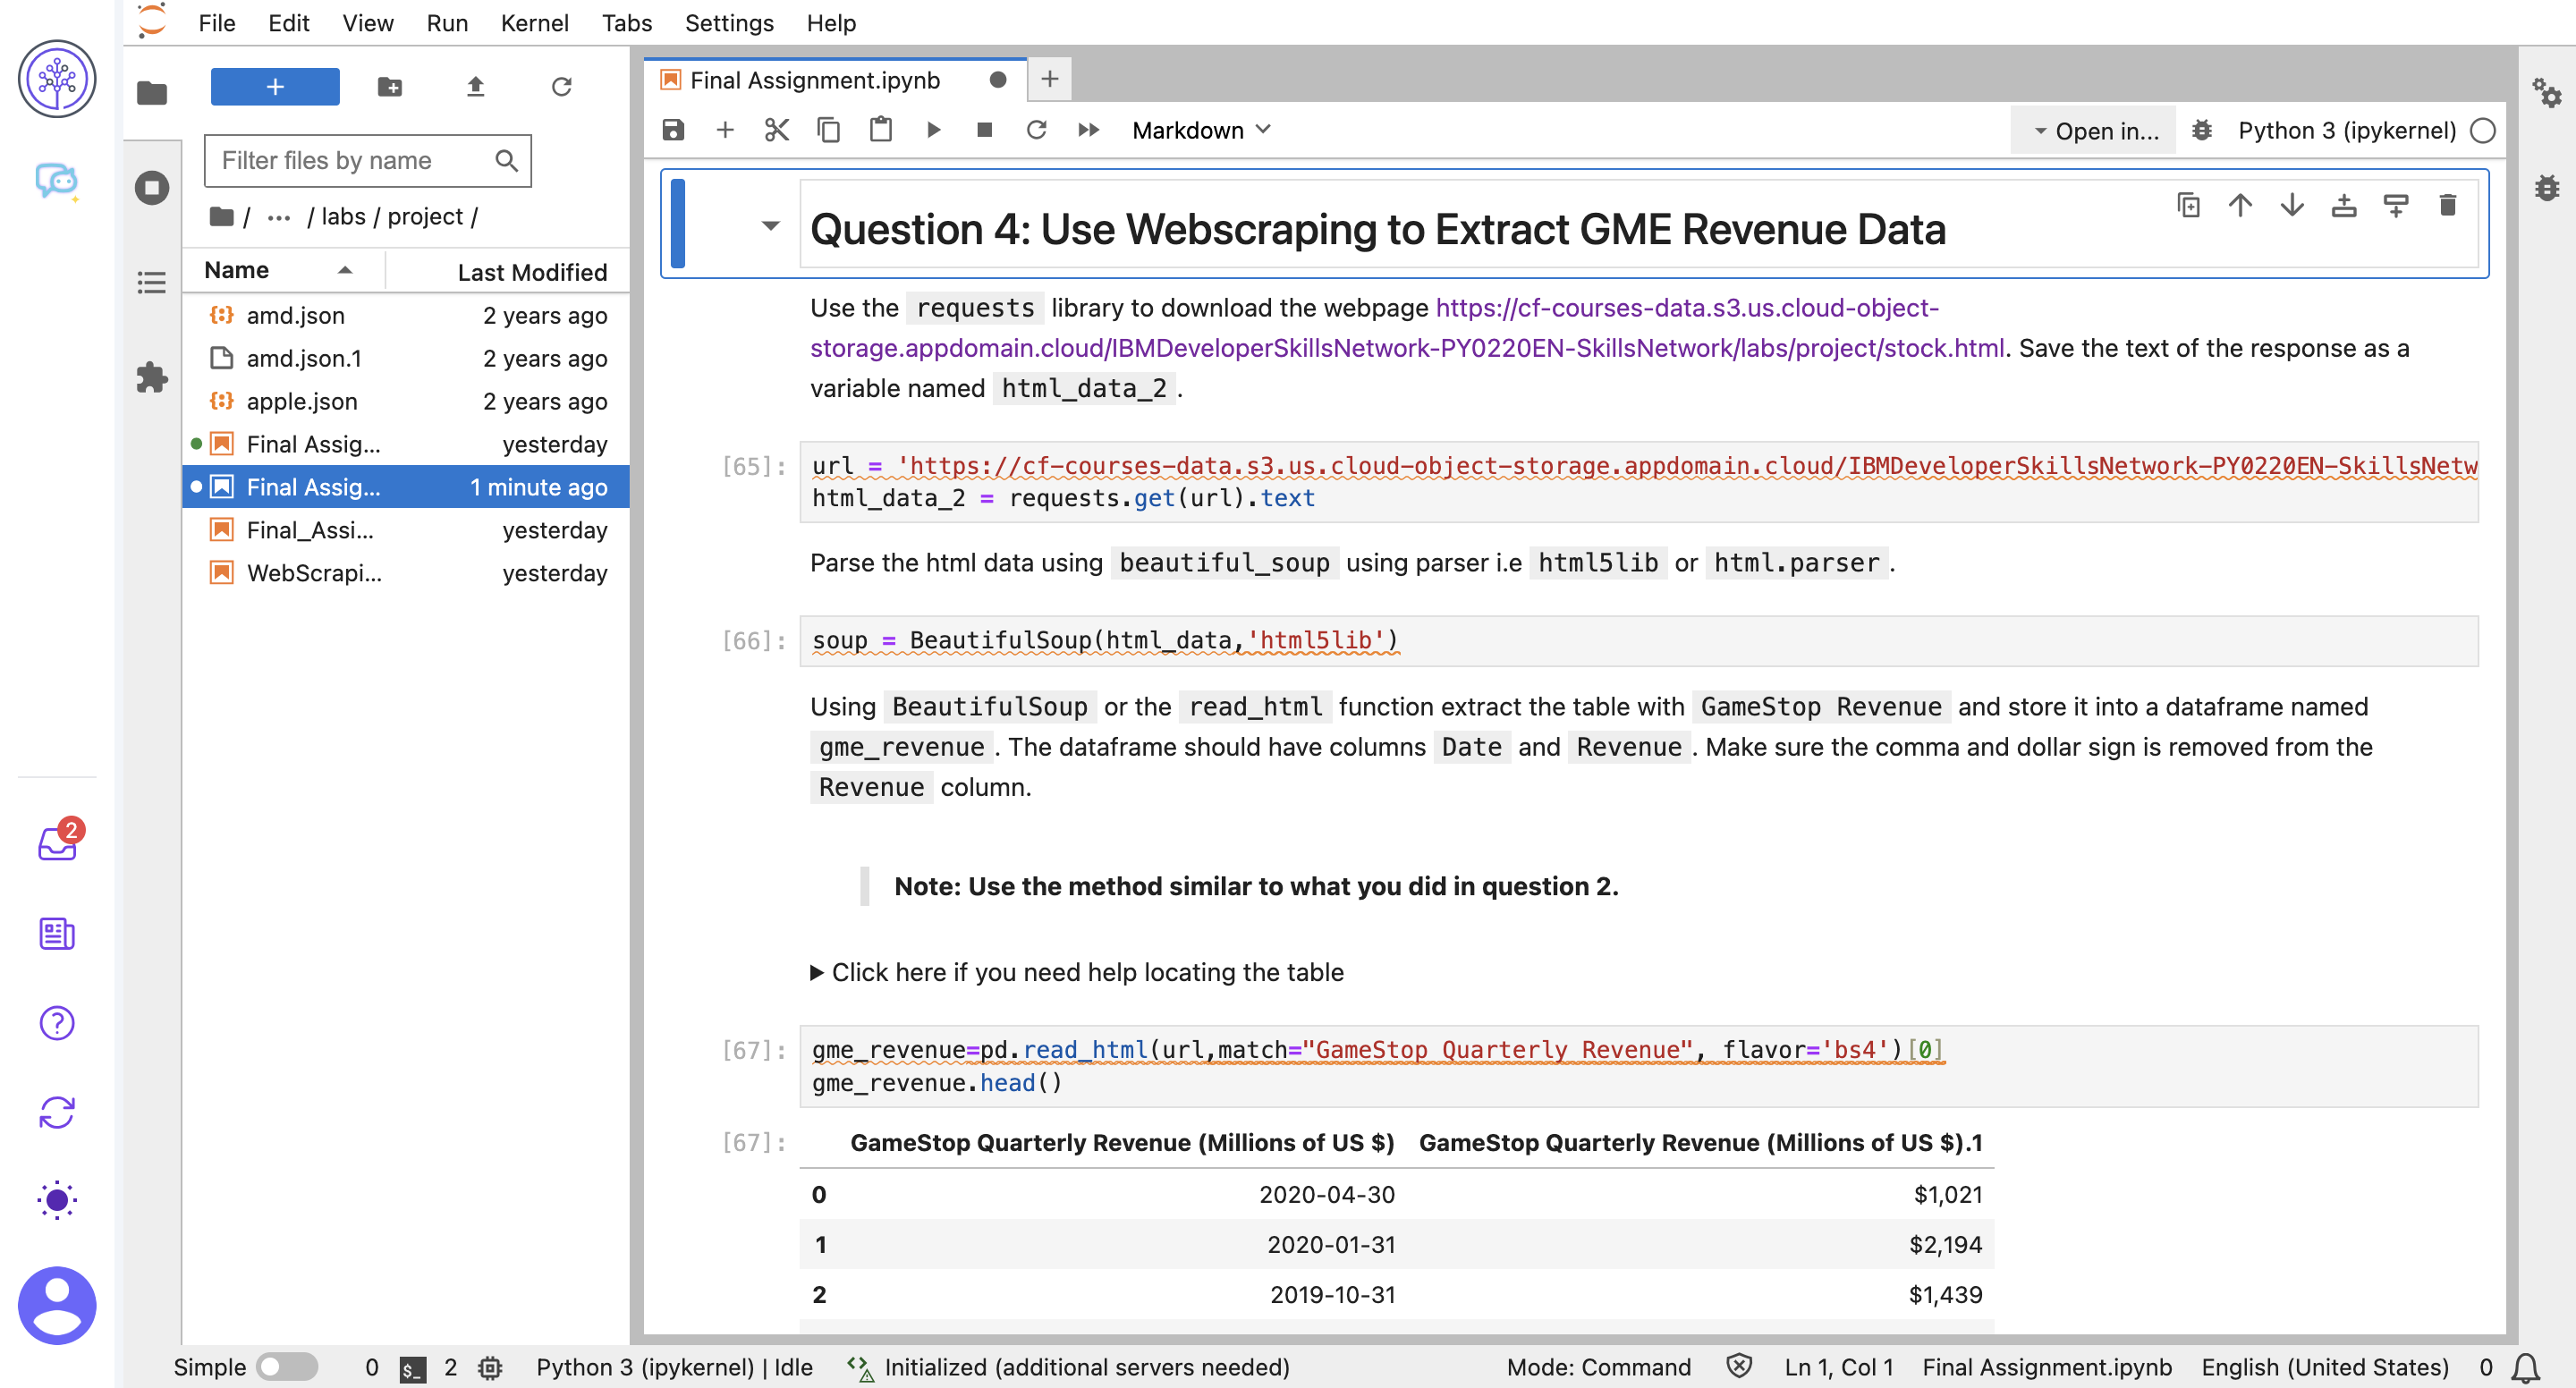 File Edit View Run Kernel Tabs Settings Help
Final Assignment.ipynb
Filter files by name
/ ... / labs / project /
Markdown
Open in...
Python 3 (ipykernel)
Name Last Modified
amd.json 2 years ago
amd.json.1 2 years ago
apple.json 2 years ago
Final Assig... yesterday
Final Assig... 1 minute ago
Final_Assi... yesterday
WebScrapi... yesterday
2
Question 4: Use Webscraping to Extract GME Revenue Data
Use the requests library to download the webpage https://cf-courses-data.s3.us.cloud-object-
storage.appdomain.cloud/IBMDeveloperSkillsNetwork-PY0220EN-SkillsNetwork/labs/project/stock.html. Save the text of the response as a
variable named html_data_2.
[65]: url = 'https://cf-courses-data.s3.us.cloud-object-storage.appdomain.cloud/IBMDeveloperSkillsNetwork-PY0220EN-SkillsNetw
html_data_2 = requests.get(url).text
Parse the html data using beautiful_soup using parser i.e html5lib or html.parser.
[66]: soup = BeautifulSoup(html_data,'html5lib')
Using BeautifulSoup or the read_html function extract the table with GameStop Revenue and store it into a dataframe named
gme_revenue. The dataframe should have columns Date and Revenue. Make sure the comma and dollar sign is removed from the
Revenue column.
Note: Use the method similar to what you did in question 2.
Click here if you need help locating the table
[67]: gme_revenue=pd.read_html(url,match="GameStop Quarterly Revenue", flavor='bs4')[0]
gme_revenue.head()
[67]: GameStop Quarterly Revenue (Millions of US $) GameStop Quarterly Revenue (Millions of US $).1
0 2020-04-30 $1,021
1 2020-01-31 $2,194
2 2019-10-31 $1,439
Simple 0 $_ 2 Python 3 (ipykernel) | Idle Initialized (additional servers needed) Mode: Command Ln 1, Col 1 Final Assignment.ipynb English (United States) 0